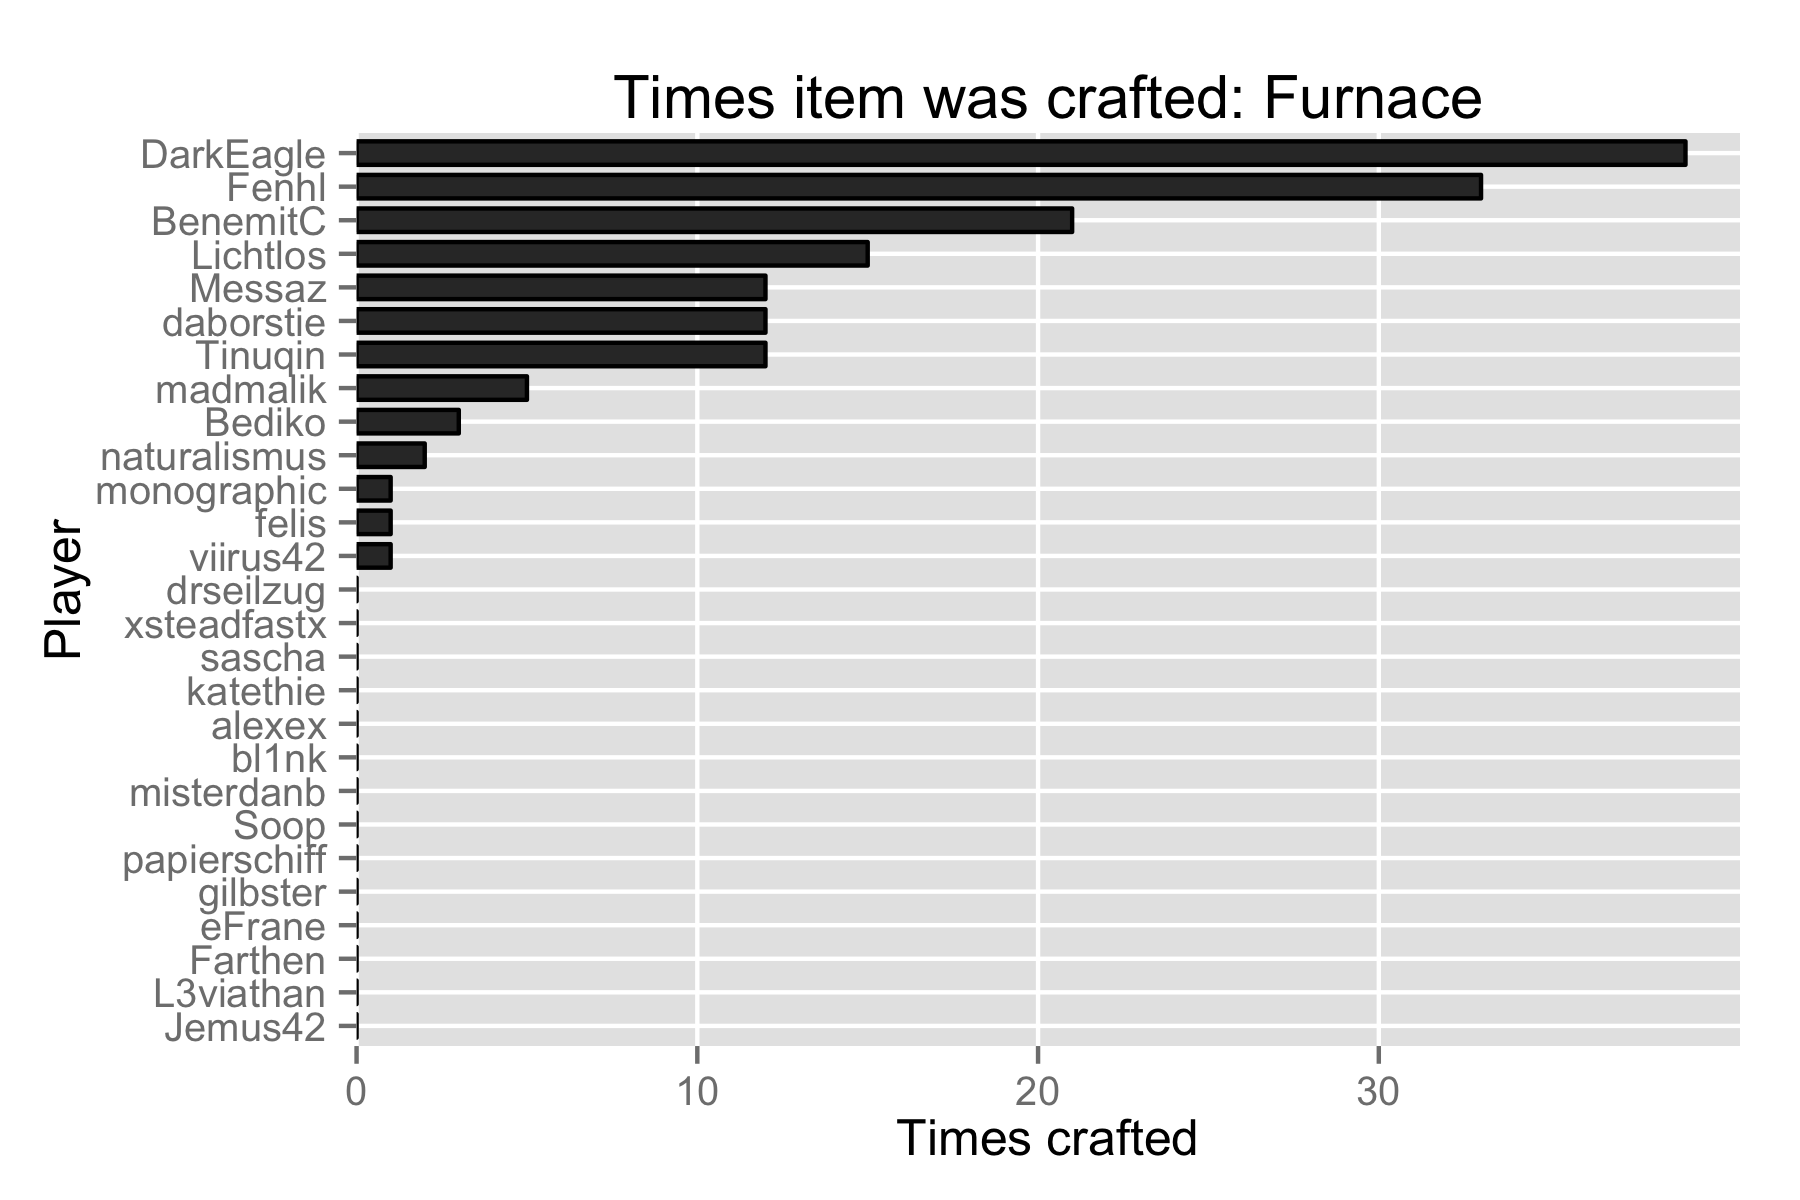 Times item was crafted: Furnace
DarkEagle
Fenhl
BenemitC
Lichtlos
Messaz
daborstie
Tinuqin
madmalik
Bediko
naturalismus
monographic
felis
viirus42
drseilzug
xsteadfastx
sascha
katethie
alexex
bl1nk
misterdanb
Soop
papierschiff
gilbster
eFrane
Farthen
L3viathan
Jemus42
Player
0 10 20 30
Times crafted